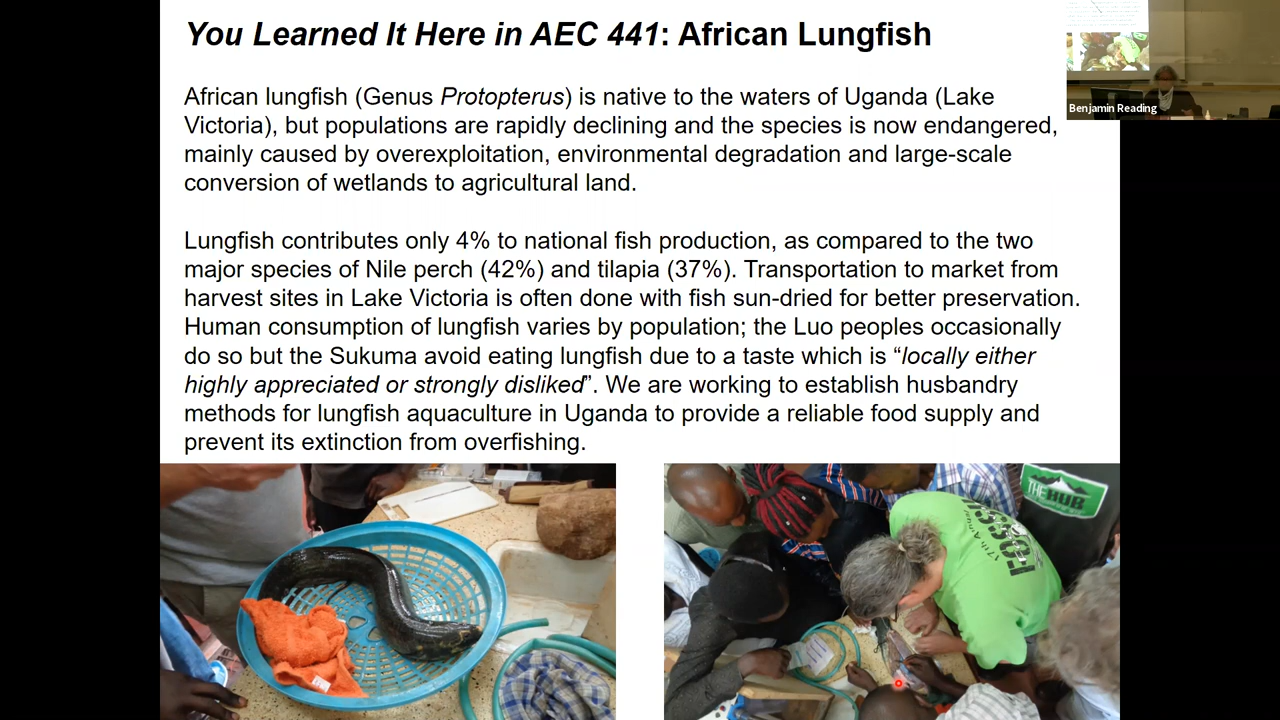 You Learned It Here in AEC 441: African Lungfish
Benjamin Reading
African lungfish (Genus Protopterus) is native to the waters of Uganda (Lake
Victoria), but populations are rapidly declining and the species is now endangered,
mainly caused by overexploitation, environmental degradation and large-scale
conversion of wetlands to agricultural land.
Lungfish contributes only 4% to national fish production, as compared to the two
major species of Nile perch (42%) and tilapia (37%). Transportation to market from
harvest sites in Lake Victoria is often done with fish sun-dried for better preservation.
Human consumption of lungfish varies by population; the Luo peoples occasionally
do so but the Sukuma avoid eating lungfish due to a taste which is “locally either
highly appreciated or strongly disliked”. We are working to establish husbandry
methods for lungfish aquaculture in Uganda to provide a reliable food supply and
prevent its extinction from overfishing.
THE HUB